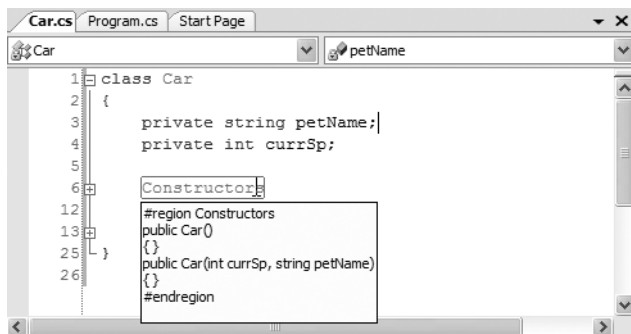 Car.cs Program.cs Start Page
Car petName
1 class Car
2 {
3 private string petName;
4 private int currSp;
5
6 Constructors
12 #region Constructors
13 public Car()
{}
25 } public Car(int currSp, string petName)
26 {}
#endregion